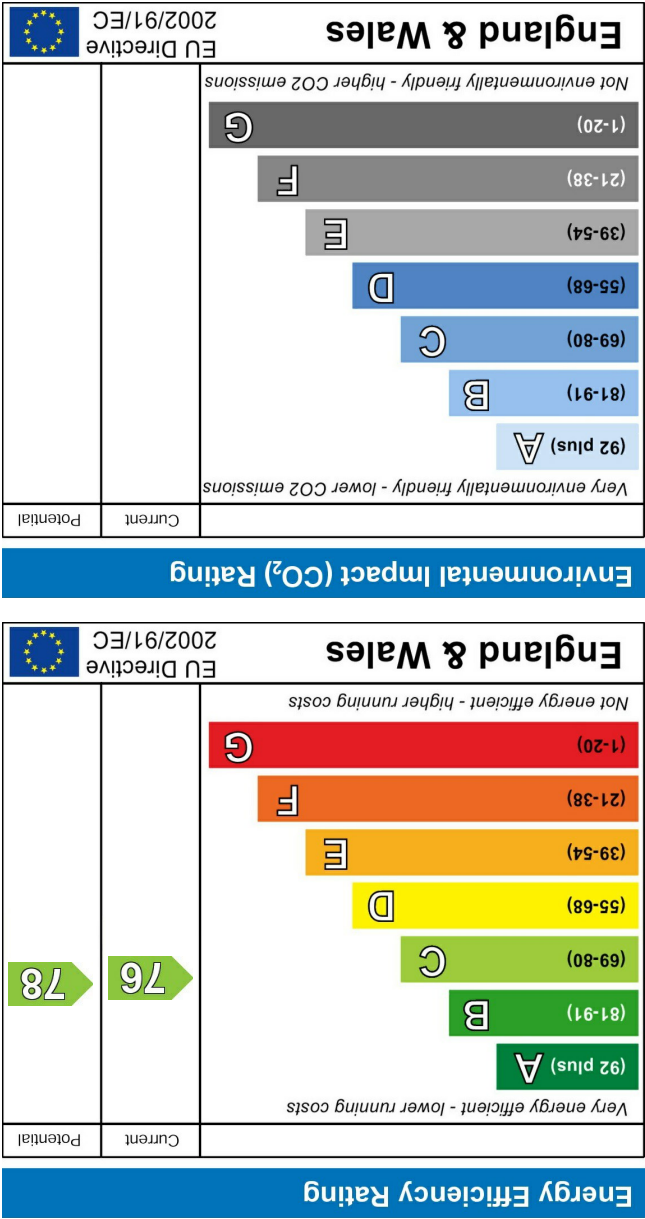 Energy Efficiency Rating
Current Potential
Very energy efficient - lower running costs
(92 plus) A
(81-91) B
(69-80) C
76 78
(55-68) D
(39-54) E
(21-38) F
(1-20) G
Not energy efficient - higher running costs
England & Wales
EU Directive
2002/91/EC
Environmental Impact (CO₂) Rating
Current Potential
Very environmentally friendly - lower CO2 emissions
(92 plus) A
(81-91) B
(69-80) C
(55-68) D
(39-54) E
(21-38) F
(1-20) G
Not environmentally friendly - higher CO2 emissions
England & Wales
EU Directive
2002/91/EC